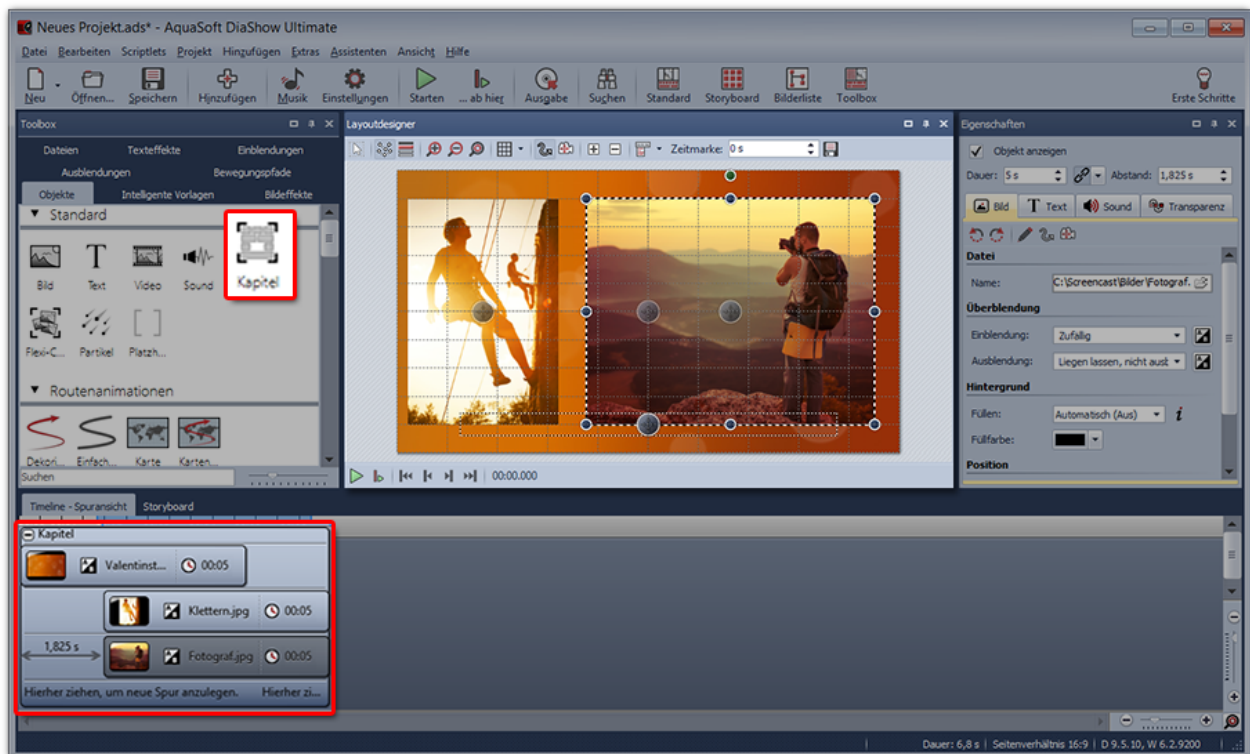 Neues Projekt.ads* - AquaSoft DiaShow Ultimate
Datei Bearbeiten Scriptlets Projekt Hinzufügen Extras Assistenten Ansicht Hilfe
Neu Öffnen... Speichern Hinzufügen Musik Einstellungen Starten ... ab hier Ausgabe Suchen Standard Storyboard Bilderliste Toolbox Erste Schritte
Toolbox
Dateien Texteffekte Einblendungen
Ausblendungen Bewegungspfade
Objekte Intelligente Vorlagen Bildeffekte
Standard
Bild Text Video Sound Kapitel
Flexi-C... Partikel Platzh...
Routenanimationen
Dekori... Einfach... Karte Karten...
Suchen
Layoutdesigner
Zeitmarke: 0 s
00:00.000
Eigenschaften
Objekt anzeigen
Dauer: 5 s Abstand: 1,825 s
Bild Text Sound Transparenz
Datei
Name: C:\Screencast\Bilder\Fotograf.
Überblendung
Einblendung: Zufällig
Ausblendung: Liegen lassen, nicht ausb
Hintergrund
Füllen: Automatisch (Aus) i
Füllfarbe:
Position
Timeline - Spuransicht Storyboard
Kapitel
Valentinst... 00:05
Klettern.jpg 00:05
1,825 s Fotograf.jpg 00:05
Hierher ziehen, um neue Spur anzulegen. Hierher zi...
Dauer: 6,8 s Seitenverhältnis 16:9 D 9.5.10, W 6.2.9200